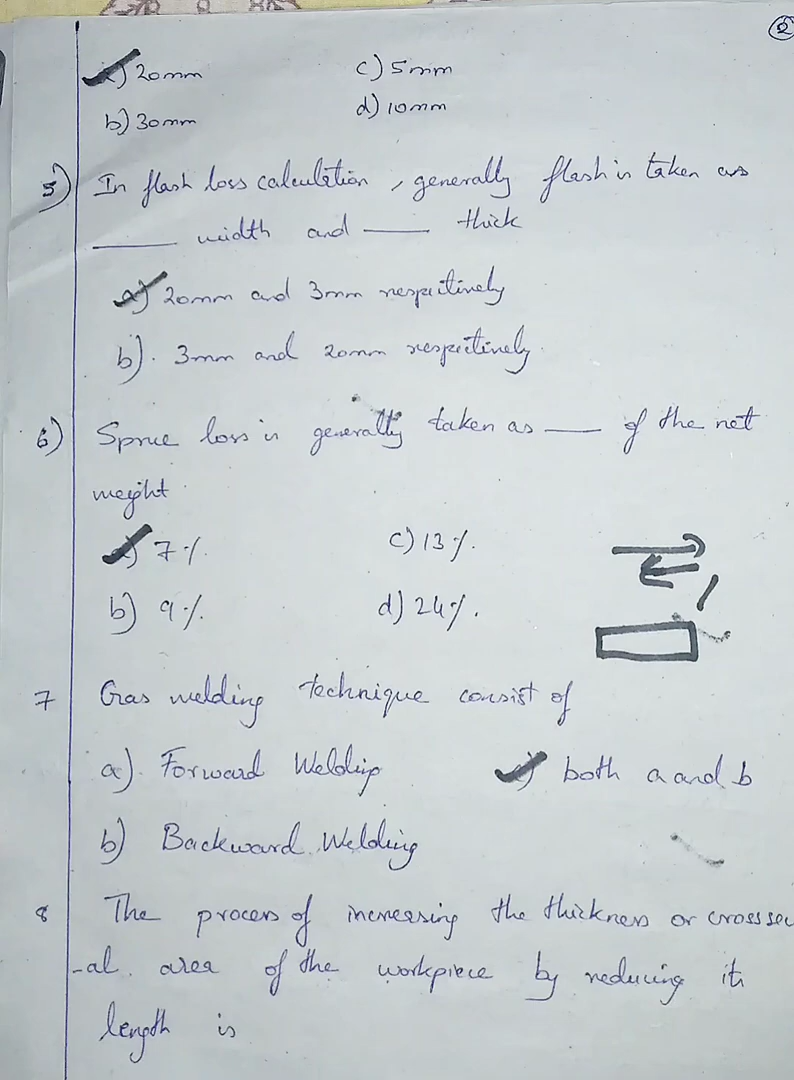 2
a) 20mm c) 5mm
b) 30mm d) 10mm
5) In flash loss calculation, generally flash is taken as
____ width and ____ thick
a) 20mm and 3mm respectively
b). 3mm and 20mm respectively.
6) Sprue loss is generally taken as ____ of the net
weight
a) 7%. c) 13%.
b) 9%. d) 24%.
7 Gas welding technique consist of
a). Forward Welding c) both a and b
b) Backward Welding
8 The process of increasing the thickness or cross sec
-al. area of the workpiece by reducing its
length is